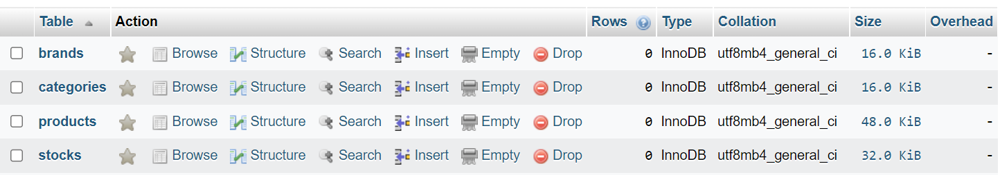 Table Action Rows Type Collation Size Overhead
brands Browse Structure Search Insert Empty Drop 0 InnoDB utf8mb4_general_ci 16.0 KiB -
categories Browse Structure Search Insert Empty Drop 0 InnoDB utf8mb4_general_ci 16.0 KiB -
products Browse Structure Search Insert Empty Drop 0 InnoDB utf8mb4_general_ci 48.0 KiB -
stocks Browse Structure Search Insert Empty Drop 0 InnoDB utf8mb4_general_ci 32.0 KiB -